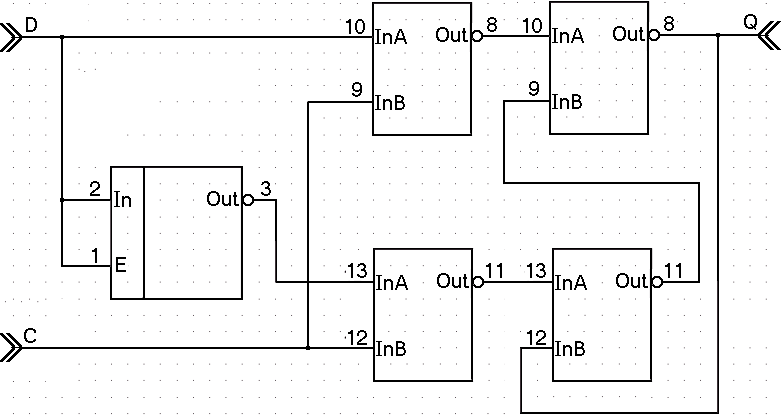 D 10 InA Out 8 10 InA Out 8 Q
9 InB 9 InB
2 In Out 3
1 E
13 InA Out 11 13 InA Out 11
C 12 InB 12 InB